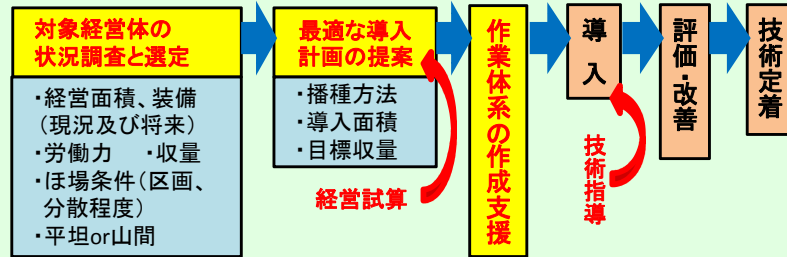 対象経営体の
状況調査と選定
・経営面積、装備
（現況及び将来）
・労働力　・収量
・ほ場条件（区画、
分散程度）
・平坦or山間
最適な導入
計画の提案
・播種方法
・導入面積
・目標収量
経営試算
作業体系の作成支援
導入
技術指導
評価・改善
技術定着